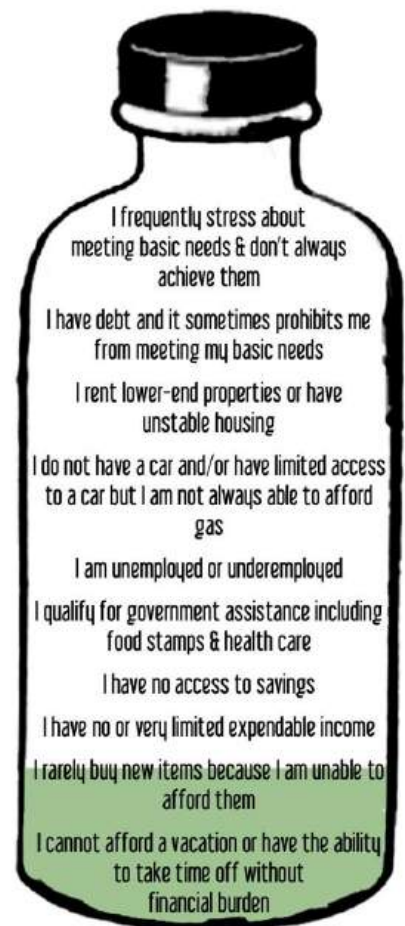 I frequently stress about
meeting basic needs & don't always
achieve them
I have debt and it sometimes prohibits me
from meeting my basic needs
I rent lower-end properties or have
unstable housing
I do not have a car and/or have limited access
to a car but I am not always able to afford
gas
I am unemployed or underemployed
I qualify for government assistance including
food stamps & health care
I have no access to savings
I have no or very limited expendable income
I rarely buy new items because I am unable to
afford them
I cannot afford a vacation or have the ability
to take time off without
financial burden